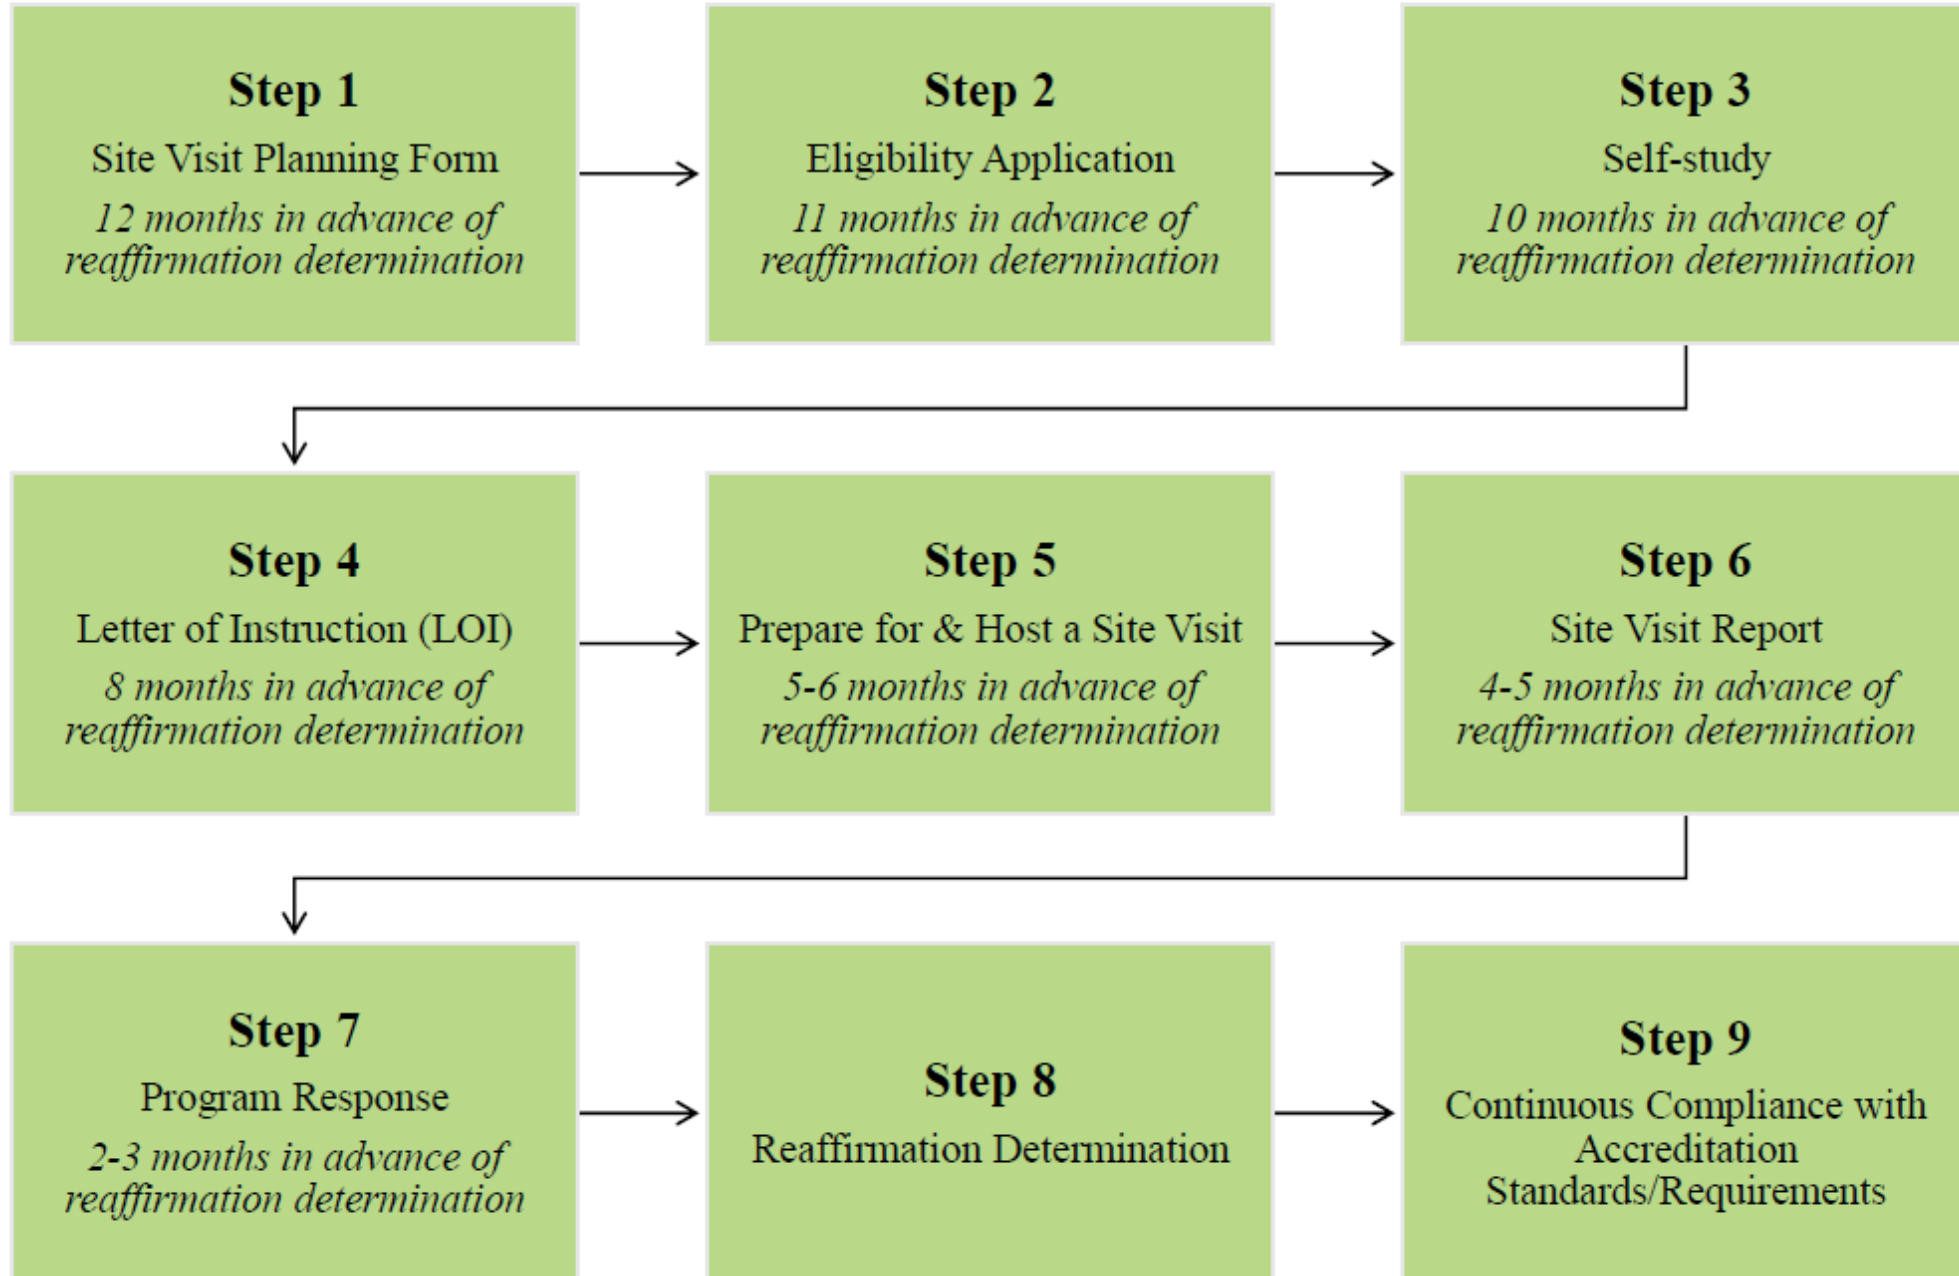 Step 1
Site Visit Planning Form
12 months in advance of
reaffirmation determination
Step 2
Eligibility Application
11 months in advance of
reaffirmation determination
Step 3
Self-study
10 months in advance of
reaffirmation determination
Step 4
Letter of Instruction (LOI)
8 months in advance of
reaffirmation determination
Step 5
Prepare for & Host a Site Visit
5-6 months in advance of
reaffirmation determination
Step 6
Site Visit Report
4-5 months in advance of
reaffirmation determination
Step 7
Program Response
2-3 months in advance of
reaffirmation determination
Step 8
Reaffirmation Determination
Step 9
Continuous Compliance with
Accreditation
Standards/Requirements